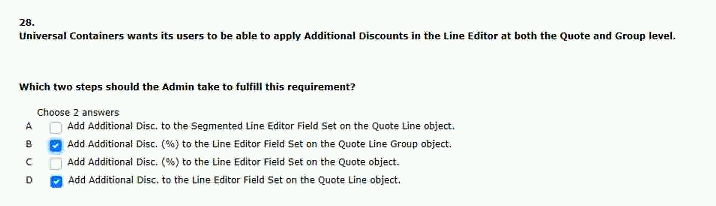 28.
Universal Containers wants its users to be able to apply Additional Discounts in the Line Editor at both the Quote and Group level.
Which two steps should the Admin take to fulfill this requirement?
Choose 2 answers
A Add Additional Disc. to the Segmented Line Editor Field Set on the Quote Line object.
B Add Additional Disc. (%) to the Line Editor Field Set on the Quote Line Group object.
C Add Additional Disc. (%) to the Line Editor Field Set on the Quote object.
D Add Additional Disc. to the Line Editor Field Set on the Quote Line object.